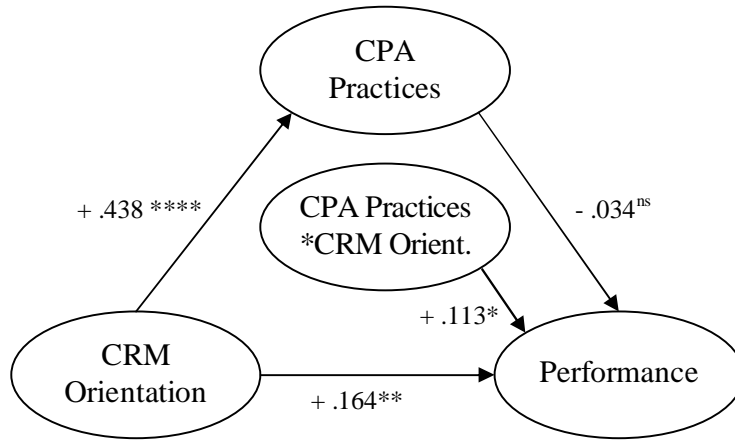 CPA
Practices
+ .438 ****
CPA Practices
*CRM Orient.
- .034ns
+ .113*
CRM
Orientation
Performance
+ .164**